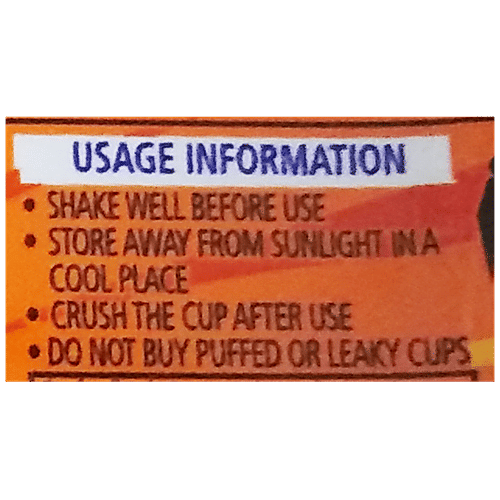 USAGE INFORMATION
• SHAKE WELL BEFORE USE
• STORE AWAY FROM SUNLIGHT IN A
COOL PLACE
• CRUSH THE CUP AFTER USE
• DO NOT BUY PUFFED OR LEAKY CUPS